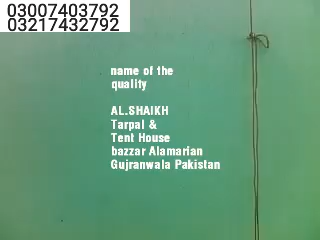 03007403792
03217432792
name of the
quality
AL.SHAIKH
Tarpal &
Tent House
bazzar Alamarian
Gujranwala Pakistan